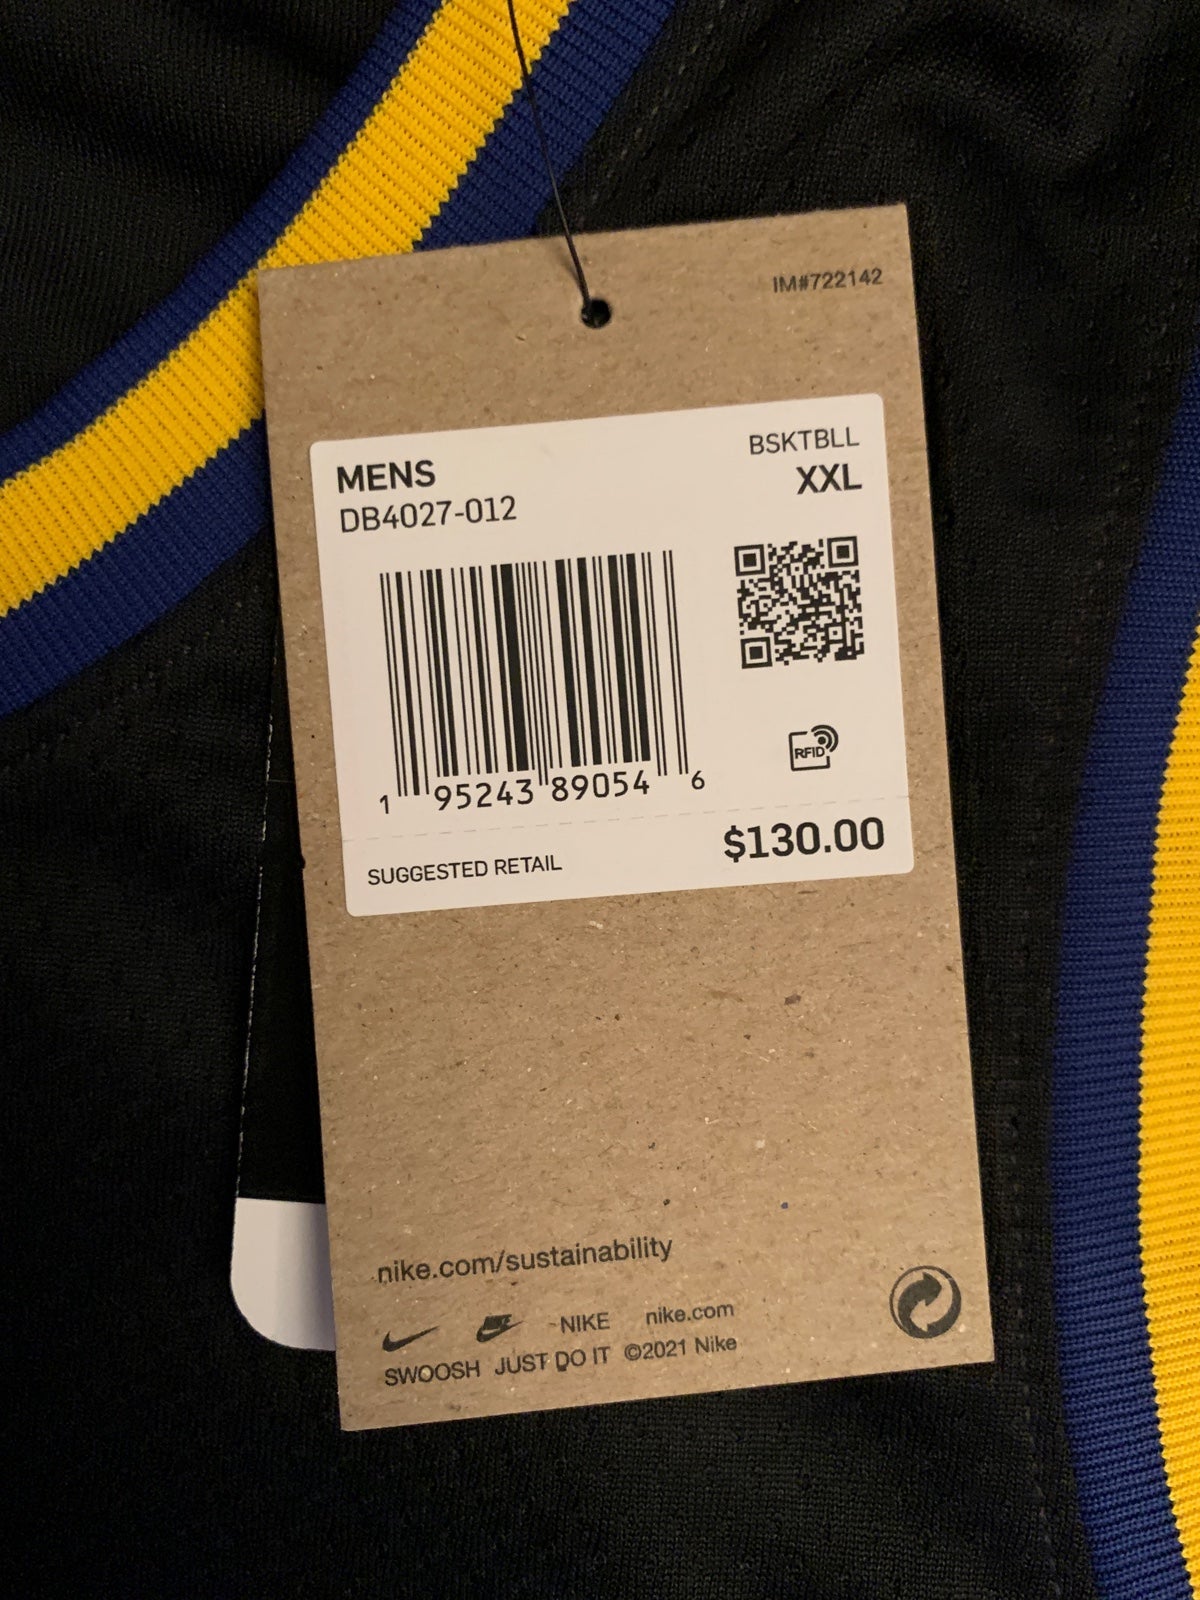 IM#722142
MENS
BSKTBLL
DB4027-012
XXL
RFID
1 95243 89054 6
SUGGESTED RETAIL
$130.00
nike.com/sustainability
NIKE nike.com
SWOOSH JUST DO IT ©2021 Nike